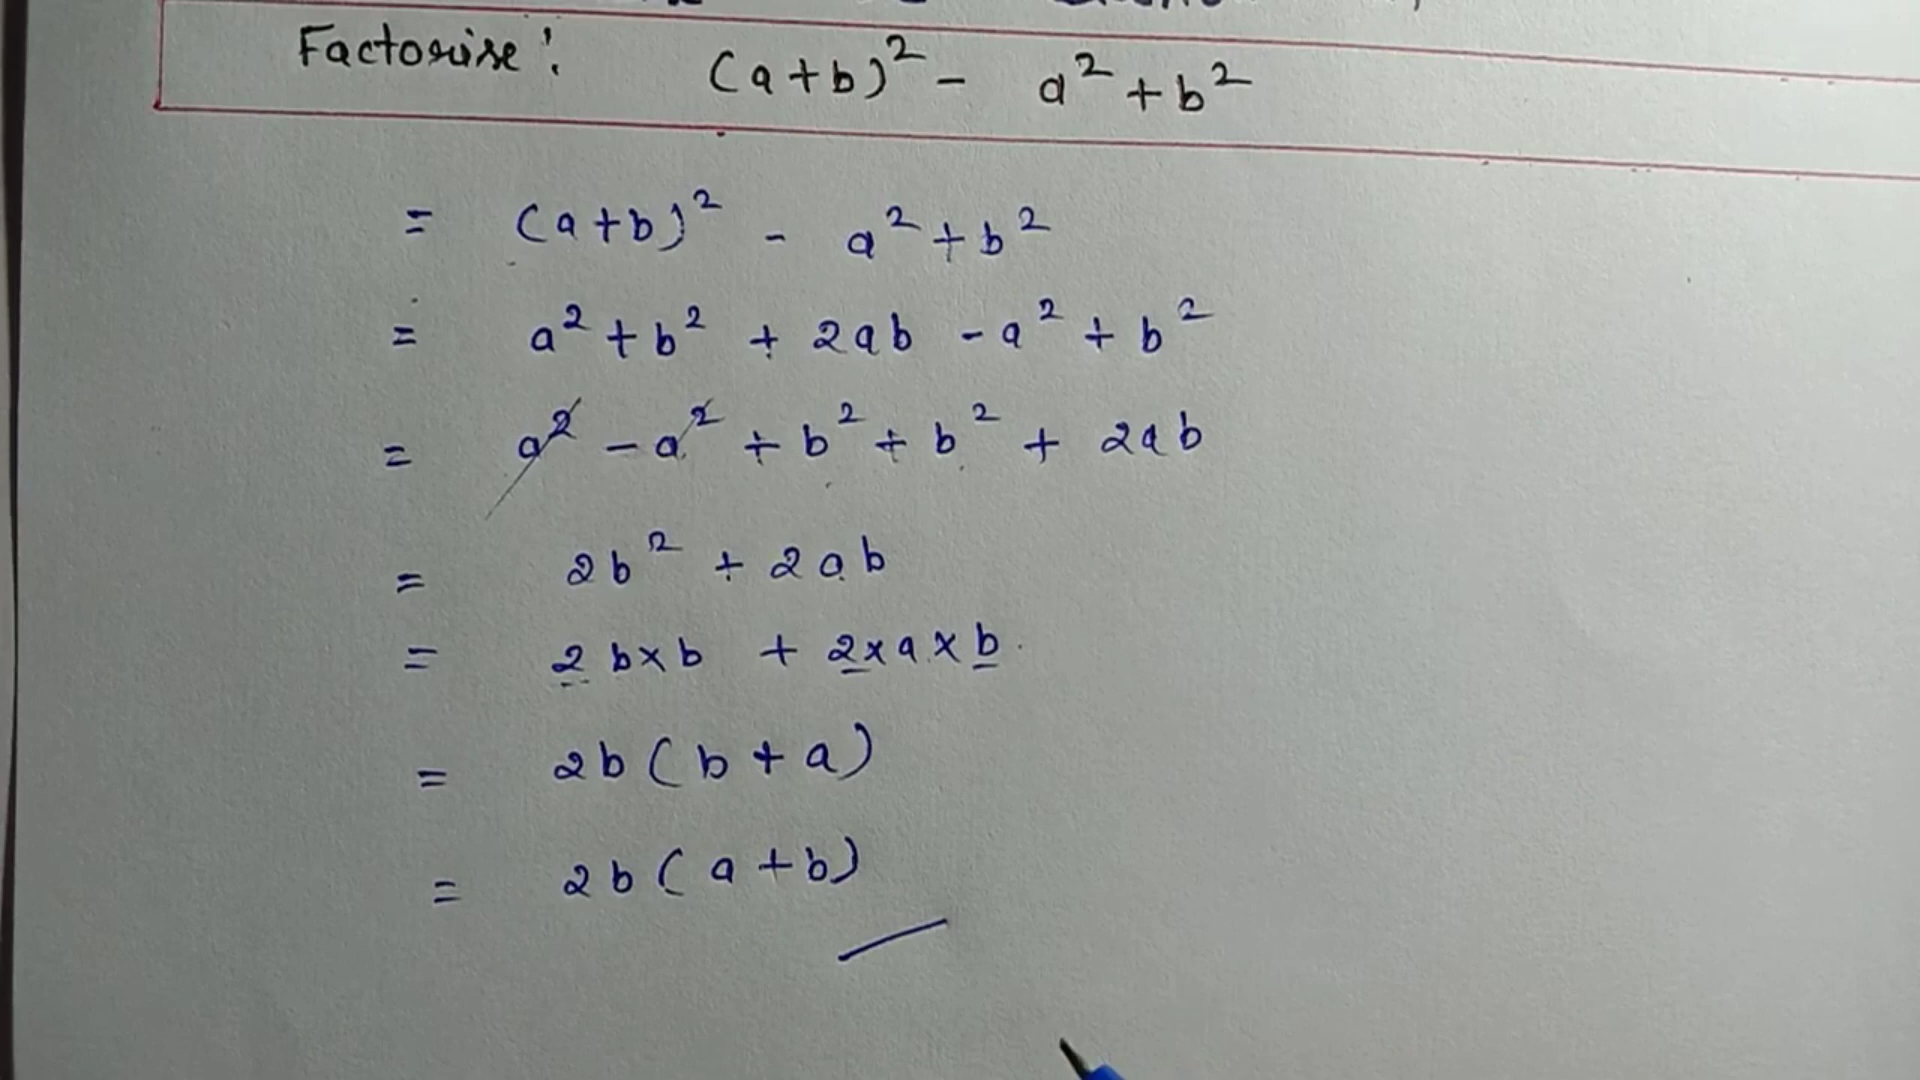 Factorise: (a+b)² - a²+b²
= (a+b)² - a²+b²
= a²+b² + 2ab - a² + b²
= a² - a² + b² + b² + 2ab
= 2b² + 2ab
= 2 b×b + 2×a×b
= 2b (b+a)
= 2b (a+b)